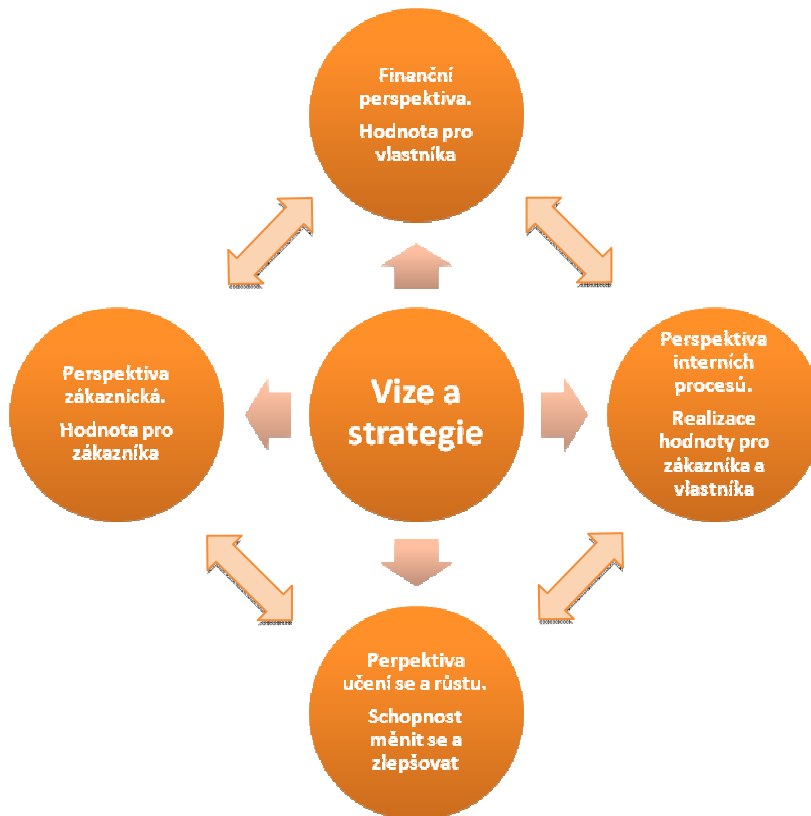 Finanční
perspektiva.
Hodnota pro
vlastníka
Perspektiva
zákaznická.
Hodnota pro
zákazníka
Vize a
strategie
Perspektiva
interních
procesů.
Realizace
hodnoty pro
zákazníka a
vlastníka
Perpektiva
učení se a růstu.
Schopnost
měnit se a
zlepšovat